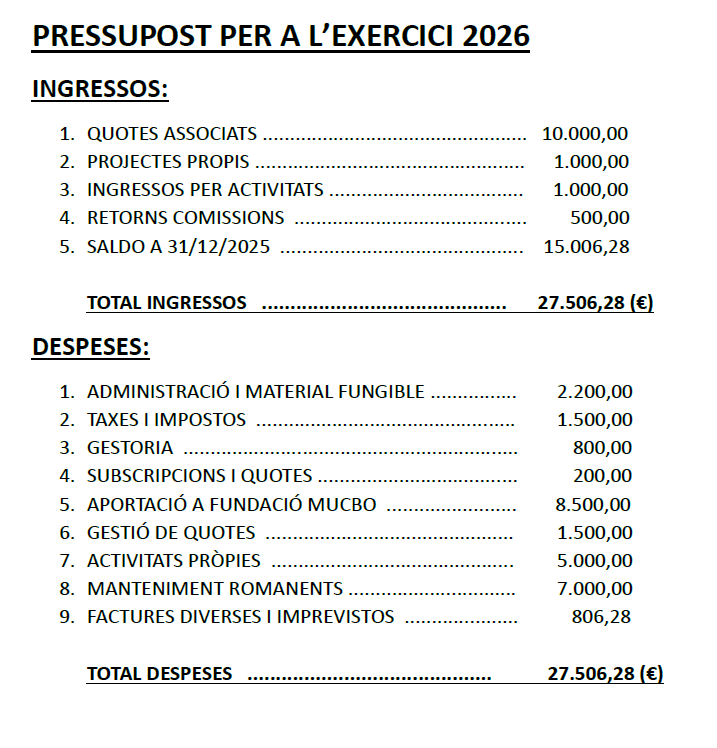 PRESSUPOST PER A L’EXERCICI 2026
INGRESSOS:
1. QUOTES ASSOCIATS ................................................ 10.000,00
2. PROJECTES PROPIS ................................................. 1.000,00
3. INGRESSOS PER ACTIVITATS ................................... 1.000,00
4. RETORNS COMISSIONS .......................................... 500,00
5. SALDO A 31/12/2025 ............................................ 15.006,28
TOTAL INGRESSOS ........................................... 27.506,28 (€)
DESPESES:
1. ADMINISTRACIÓ I MATERIAL FUNGIBLE ................ 2.200,00
2. TAXES I IMPOSTOS ............................................... 1.500,00
3. GESTORIA ............................................................. 800,00
4. SUBSCRIPCIONS I QUOTES .................................... 200,00
5. APORTACIÓ A FUNDACIÓ MUCBO ........................ 8.500,00
6. GESTIÓ DE QUOTES ............................................. 1.500,00
7. ACTIVITATS PRÒPIES ............................................ 5.000,00
8. MANTENIMENT ROMANENTS ............................... 7.000,00
9. FACTURES DIVERSES I IMPREVISTOS ..................... 806,28
TOTAL DESPESES ........................................... 27.506,28 (€)